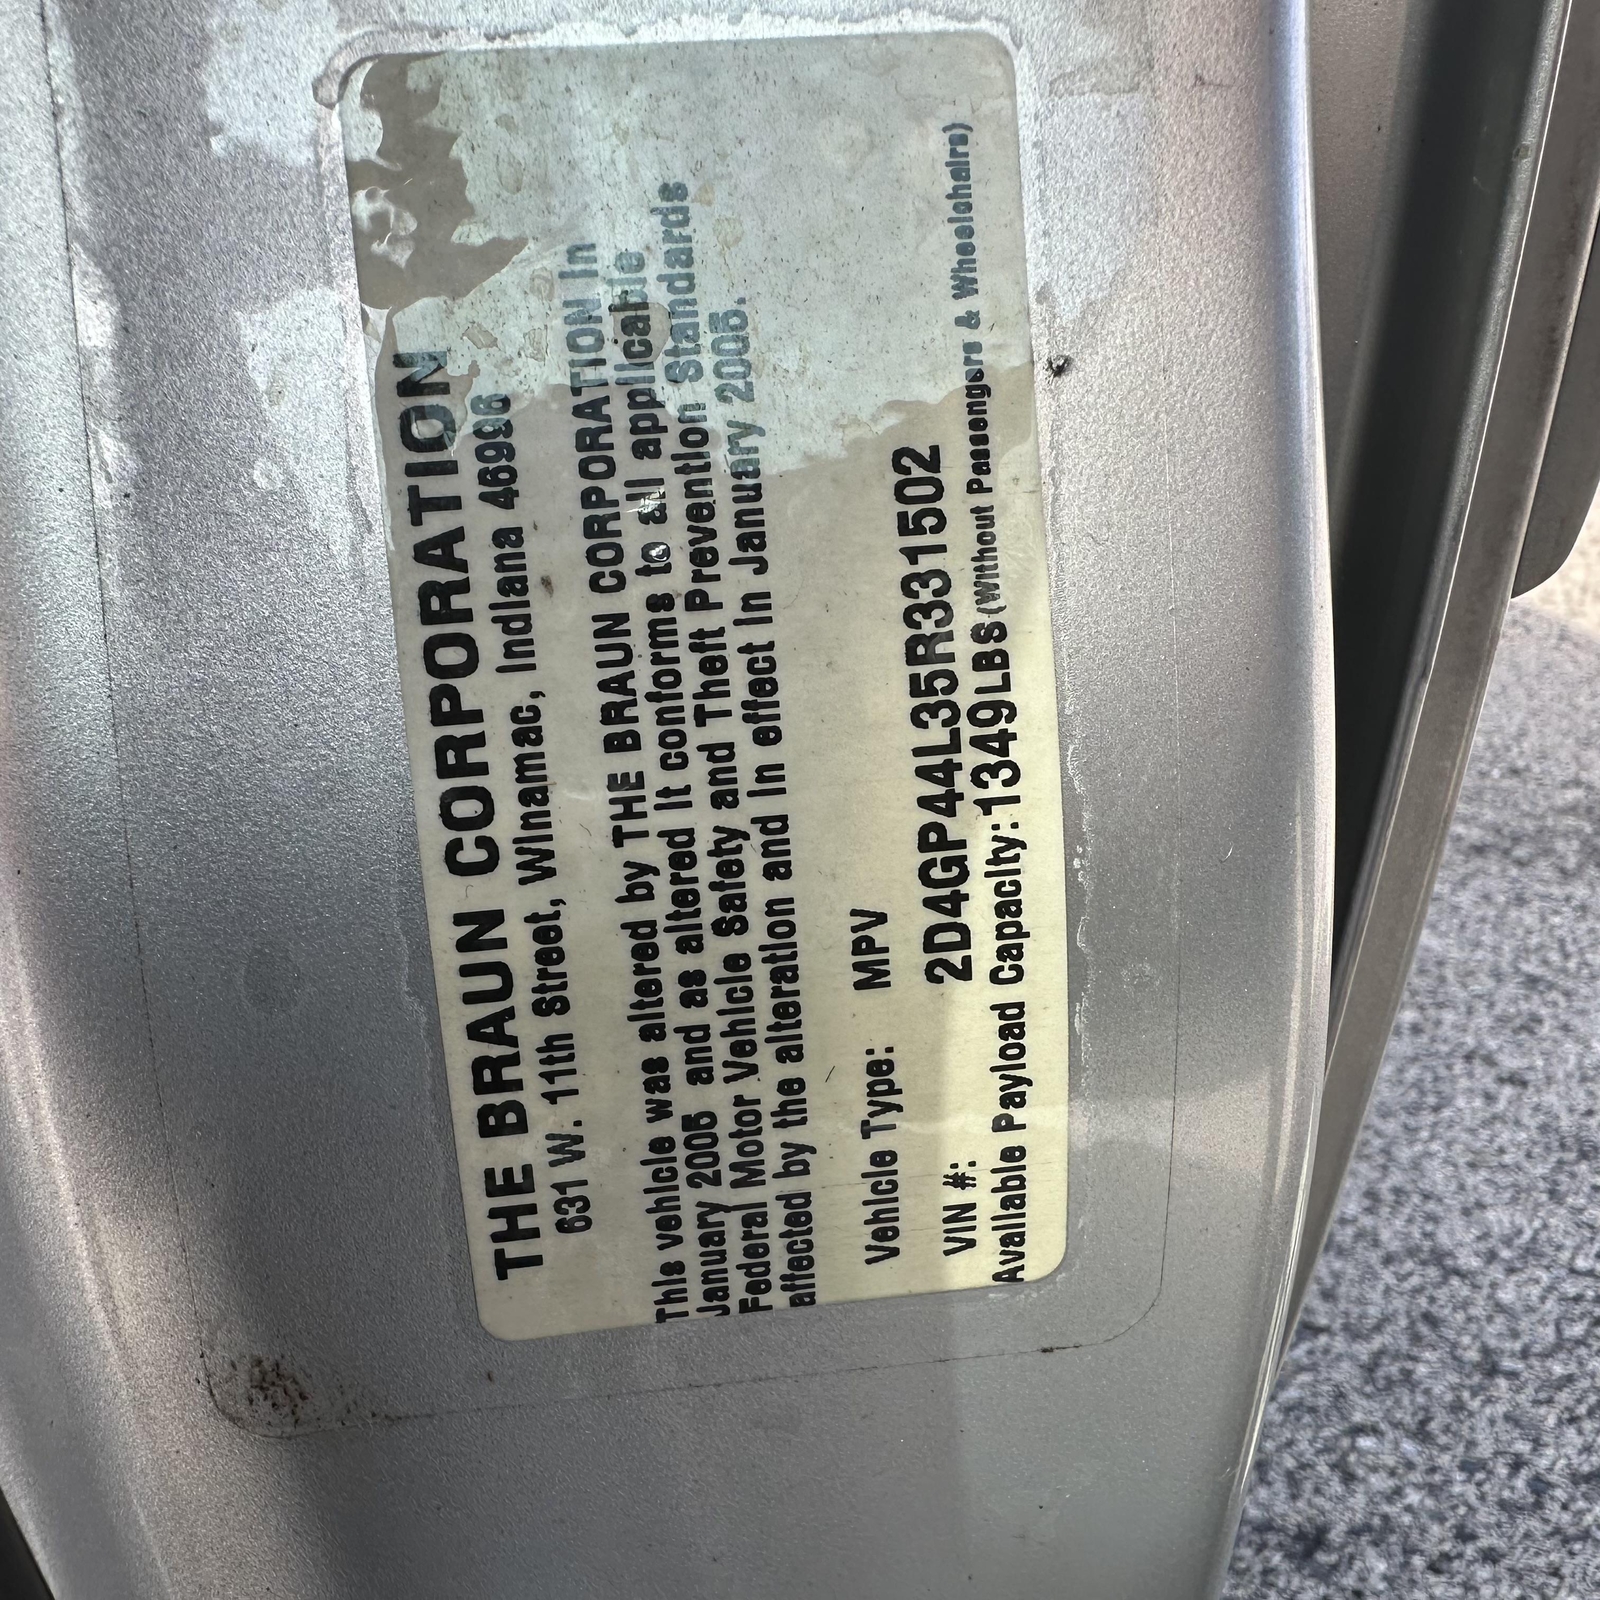 THE BRAUN CORPORATION
631 W. 11th Street, Winamac, Indiana 46996
This vehicle was altered by THE BRAUN CORPORATION in
January 2005 and as altered it conforms to all applicable
Federal Motor Vehicle Safety and Theft Prevention Standards
affected by the alteration and in effect in January 2005.
Vehicle Type: MPV
VIN #: 2D4GP44L35R331502
Available Payload Capacity: 1349LBS (Without Passengers & Wheelchairs)